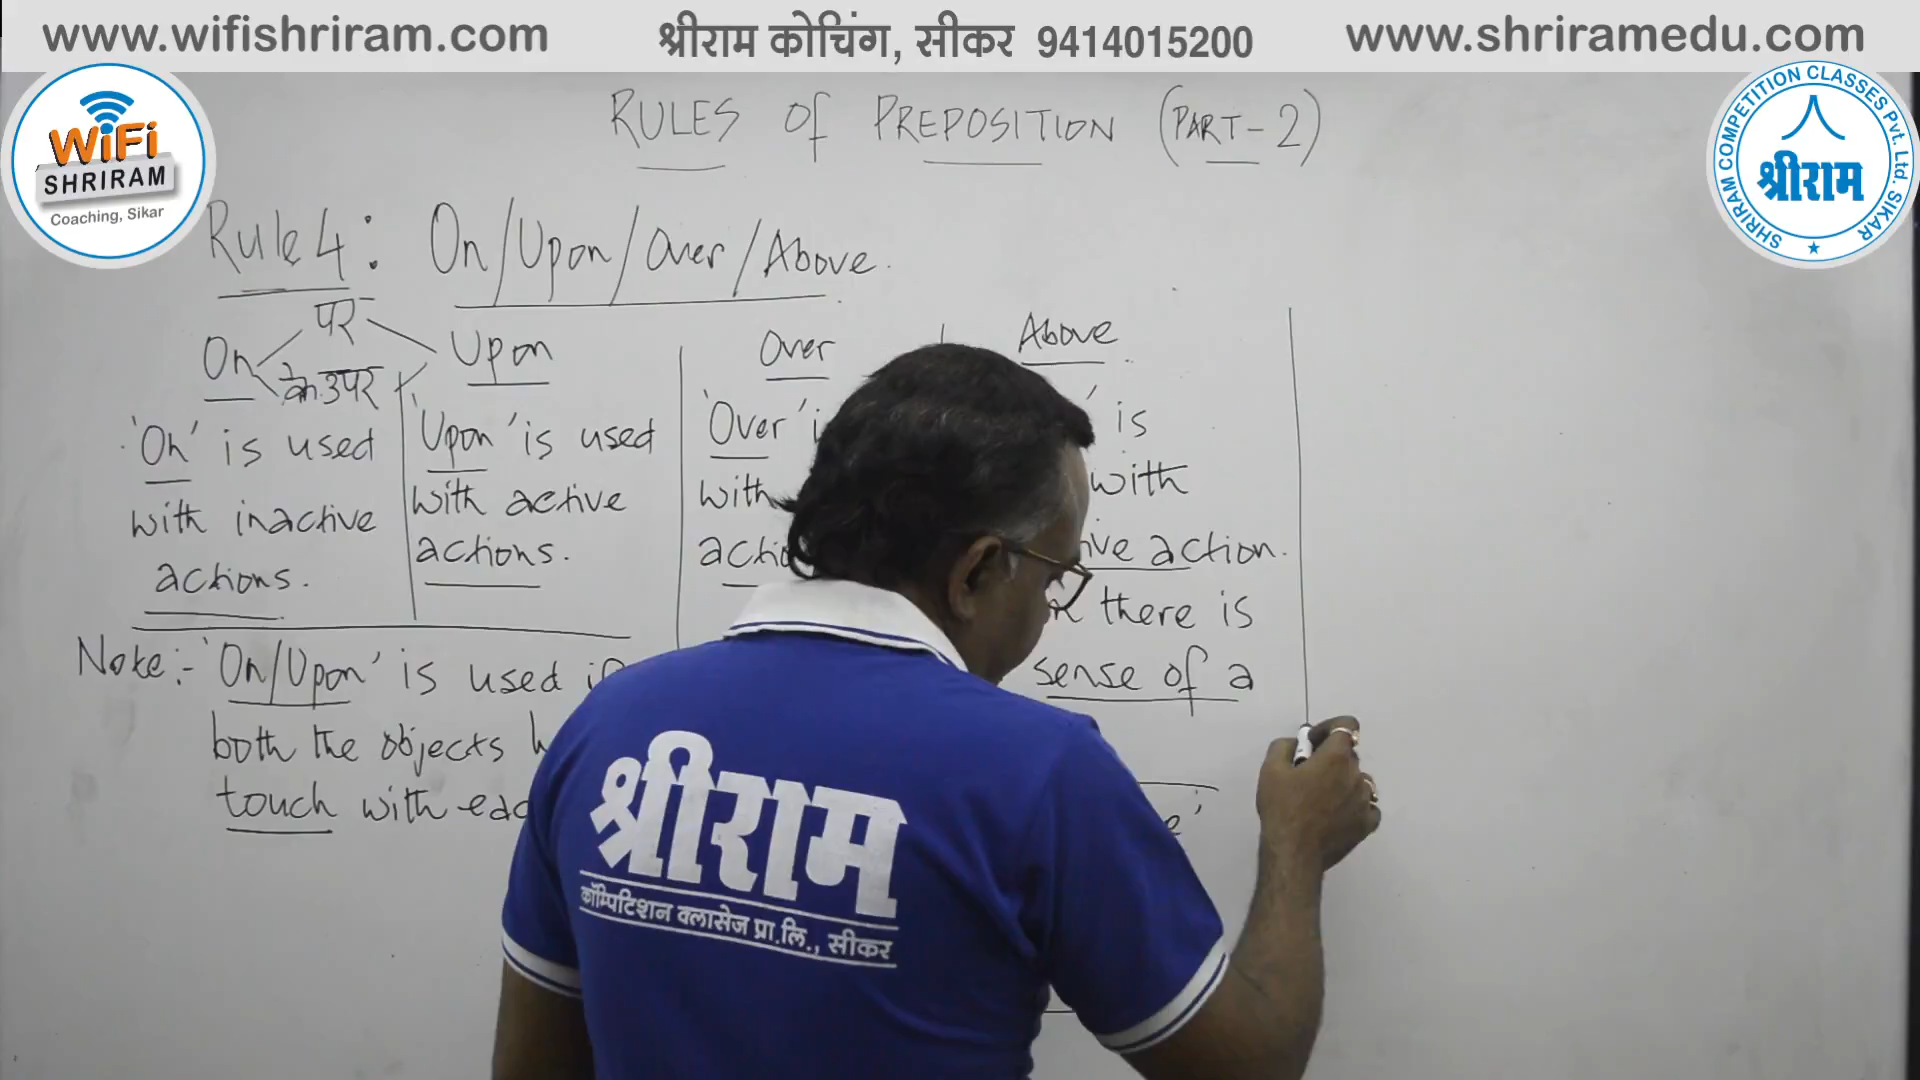 www.wifishriram.com
श्रीराम कोचिंग, सीकर 9414015200
www.shriramedu.com
WiFi
SHRIRAM
Coaching, Sikar
SHRIRAM COMPETITION CLASSES Pvt. Ltd. SIKAR
श्रीराम
RULES of PREPOSITION (PART-2)
Rule 4: On/Upon/Over/Above.
पर
के ऊपर
On
'On' is used
with inactive
actions.
Upon
'Upon' is used
with active
actions.
Over
'Over'
with
Above
is
with
action.
there is
sense of a
Note:- 'On/Upon' is used
both the objects
touch with
श्रीराम
कॉम्पिटिशन क्लासेज प्रा.लि., सीकर